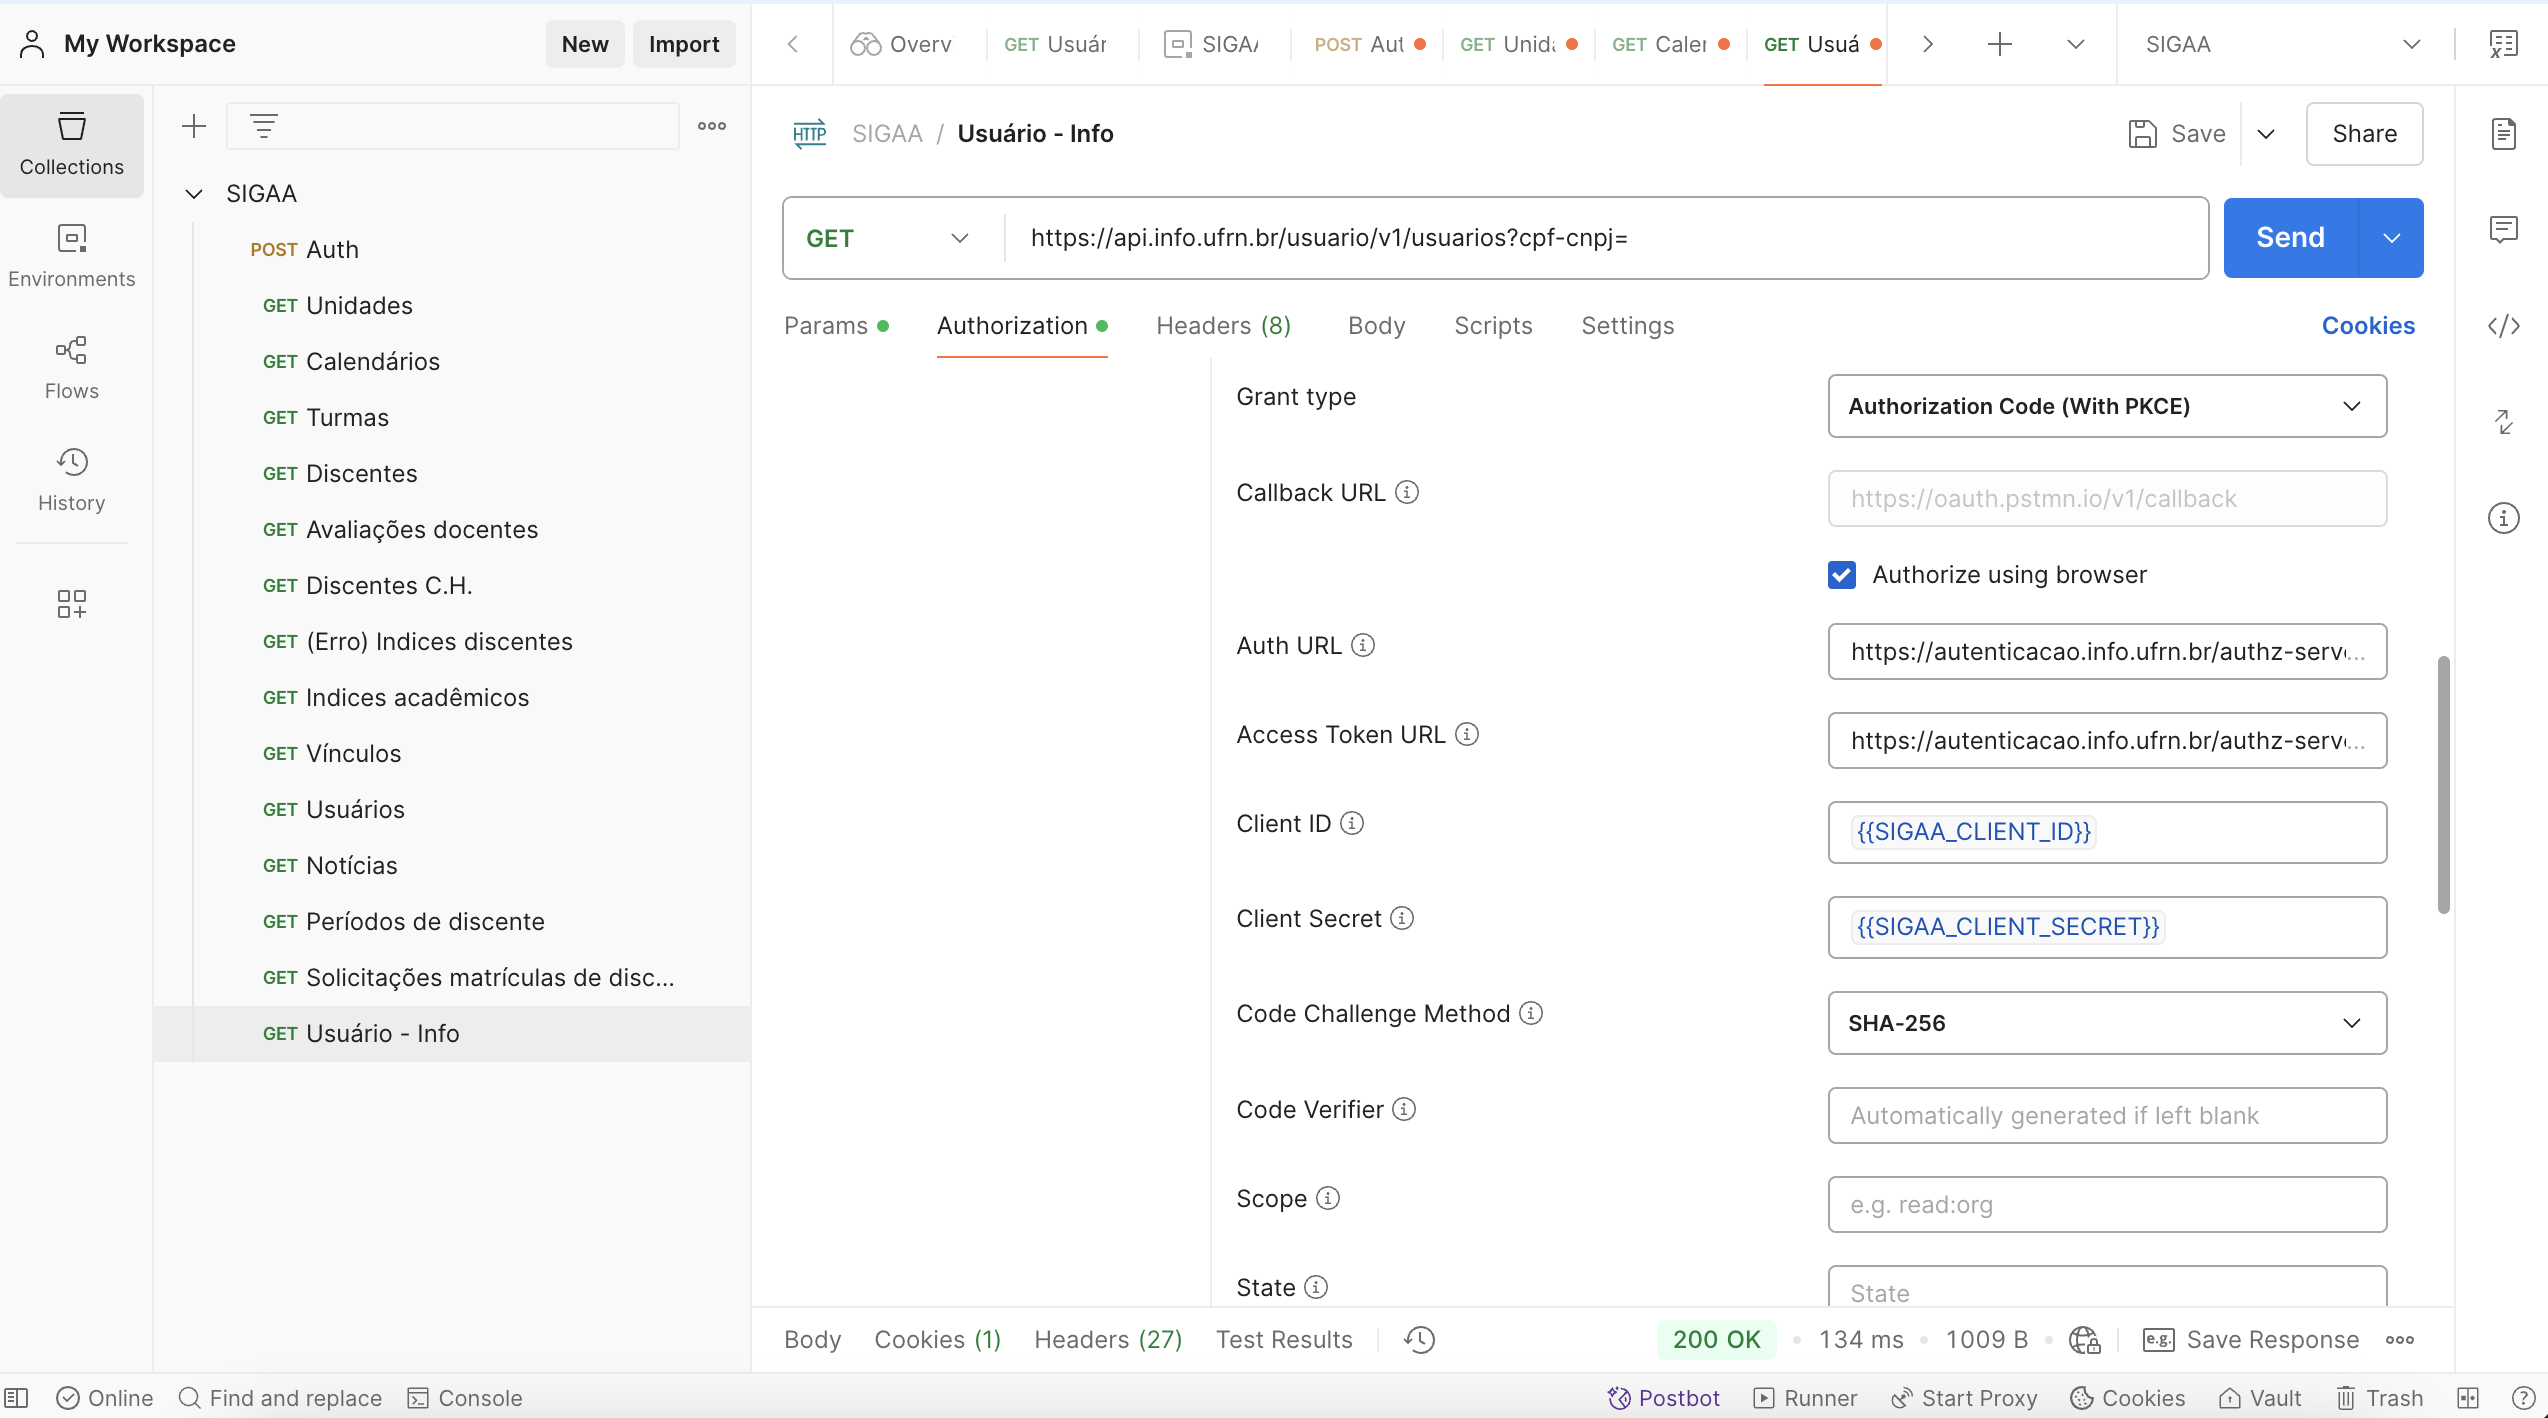 My Workspace
New
Import
Overv
GET Usuár
SIGAA
POST Aut
GET Unida
GET Caler
GET Usuá
SIGAA
Collections
Environments
Flows
History
SIGAA
POST Auth
GET Unidades
GET Calendários
GET Turmas
GET Discentes
GET Avaliações docentes
GET Discentes C.H.
GET (Erro) Indices discentes
GET Indices acadêmicos
GET Vínculos
GET Usuários
GET Notícias
GET Períodos de discente
GET Solicitações matrículas de disc...
GET Usuário - Info
HTTP SIGAA / Usuário - Info
Save
Share
GET https://api.info.ufrn.br/usuario/v1/usuarios?cpf-cnpj=
Send
Params Authorization Headers (8) Body Scripts Settings
Cookies
Grant type
Authorization Code (With PKCE)
Callback URL
https://oauth.pstmn.io/v1/callback
Authorize using browser
Auth URL
https://autenticacao.info.ufrn.br/authz-serv...
Access Token URL
https://autenticacao.info.ufrn.br/authz-serv...
Client ID
{{SIGAA_CLIENT_ID}}
Client Secret
{{SIGAA_CLIENT_SECRET}}
Code Challenge Method
SHA-256
Code Verifier
Automatically generated if left blank
Scope
e.g. read:org
State
State
Body Cookies (1) Headers (27) Test Results
200 OK • 134 ms • 1009 B • e.g. Save Response
Online Find and replace Console
Postbot Runner Start Proxy Cookies Vault Trash